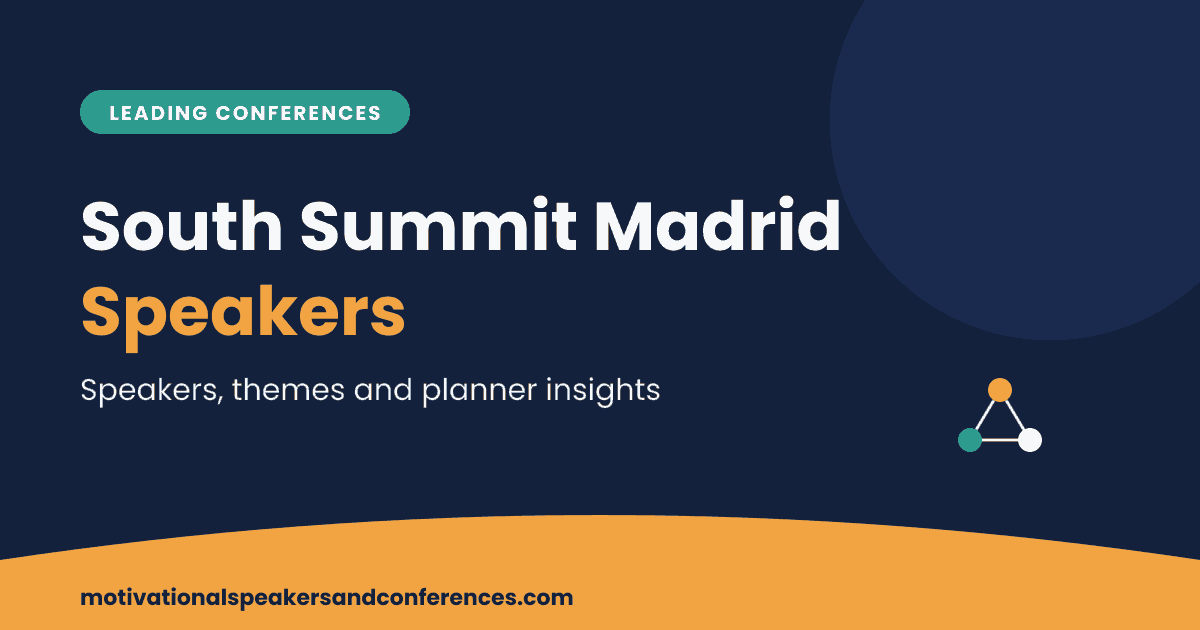 LEADING CONFERENCES
South Summit Madrid
Speakers
Speakers, themes and planner insights
motivationalspeakersandconferences.com